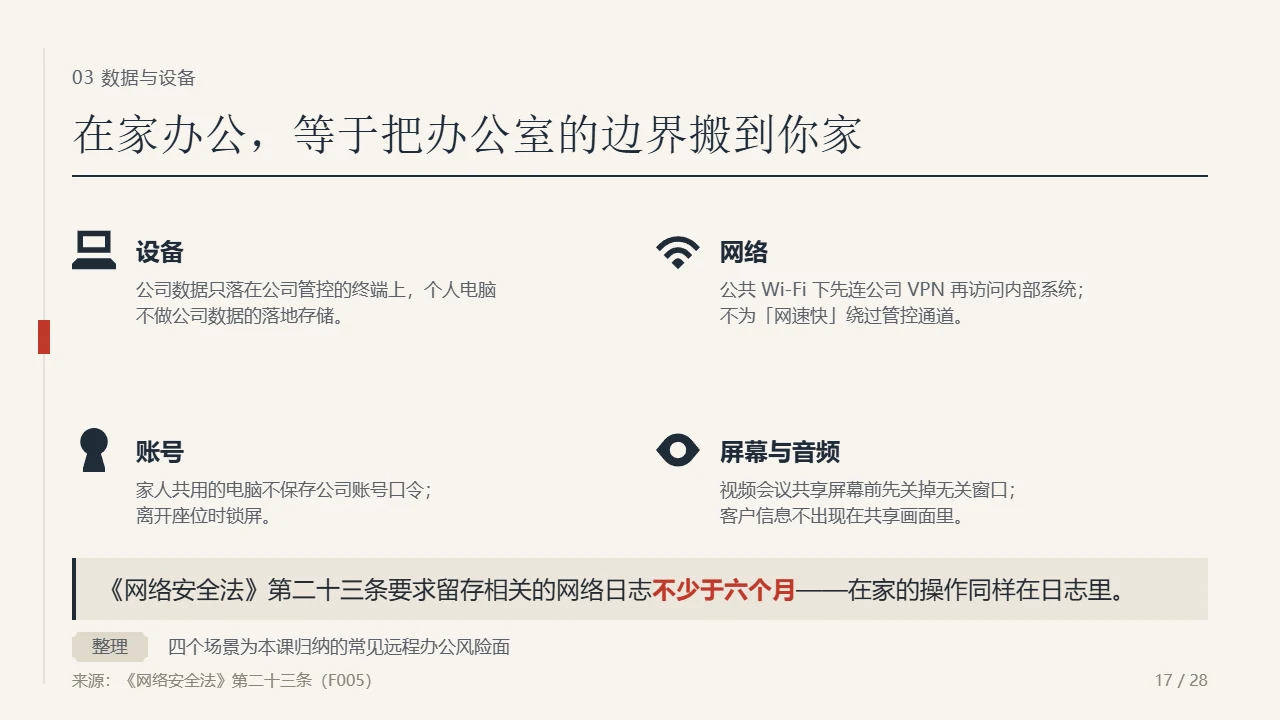 03 数据与设备
在家办公，等于把办公室的边界搬到你家
设备
公司数据只落在公司管控的终端上，个人电脑
不做公司数据的落地存储。
网络
公共 Wi-Fi 下先连公司 VPN 再访问内部系统；
不为「网速快」绕过管控通道。
账号
家人共用的电脑不保存公司账号口令；
离开座位时锁屏。
屏幕与音频
视频会议共享屏幕前先关掉无关窗口；
客户信息不出现在共享画面里。
《网络安全法》第二十三条要求留存相关的网络日志不少于六个月——在家的操作同样在日志里。
整理 四个场景为本课归纳的常见远程办公风险面
来源：《网络安全法》第二十三条（F005）
17 / 28